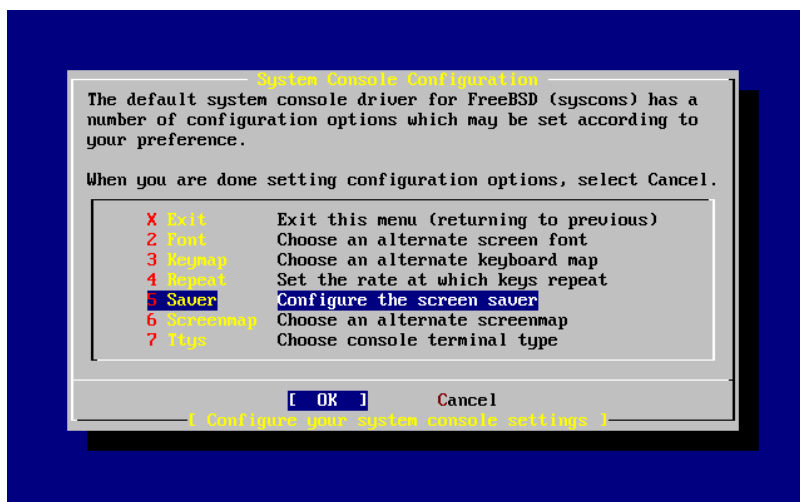 System Console Configuration
The default system console driver for FreeBSD (syscons) has a
number of configuration options which may be set according to
your preference.
When you are done setting configuration options, select Cancel.
X Exit Exit this menu (returning to previous)
2 Font Choose an alternate screen font
3 Keymap Choose an alternate keyboard map
4 Repeat Set the rate at which keys repeat
5 Saver Configure the screen saver
6 Screenmap Choose an alternate screenmap
7 Ttys Choose console terminal type
[ OK ] Cancel
[ Configure your system console settings ]